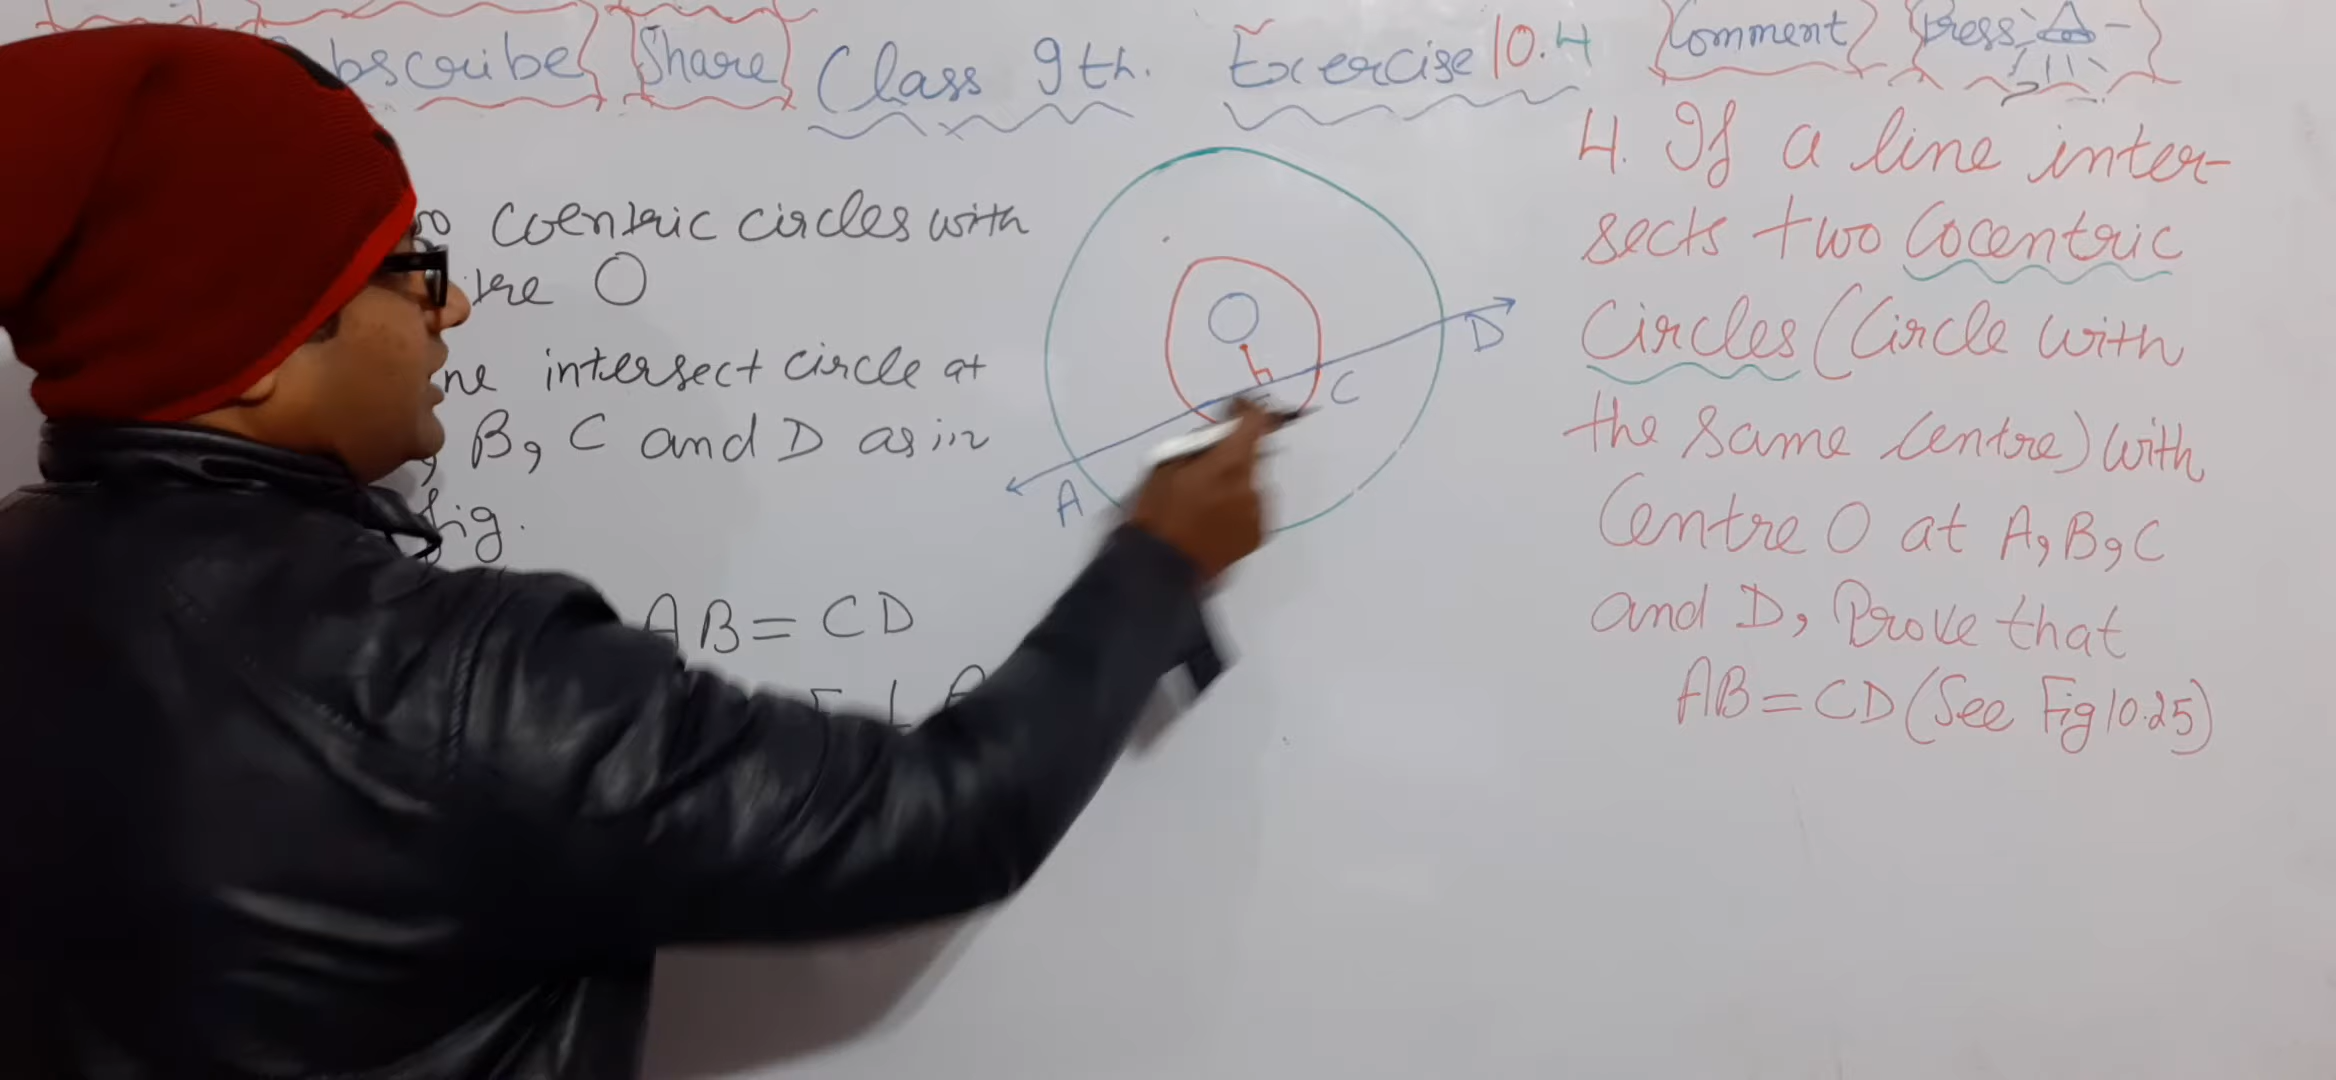 Share Class 9th. Exercise 10.4 Comment Press
Coentric circles with
O
intersect circle at
B, C and D as in
fig.
AB = CD
O
D
C
A
4. If a line inter-
sects two Cocentric
Circles (Circle with
the same centre) with
Centre O at A, B, C
and D, Prove that
AB = CD (See Fig 10.25)